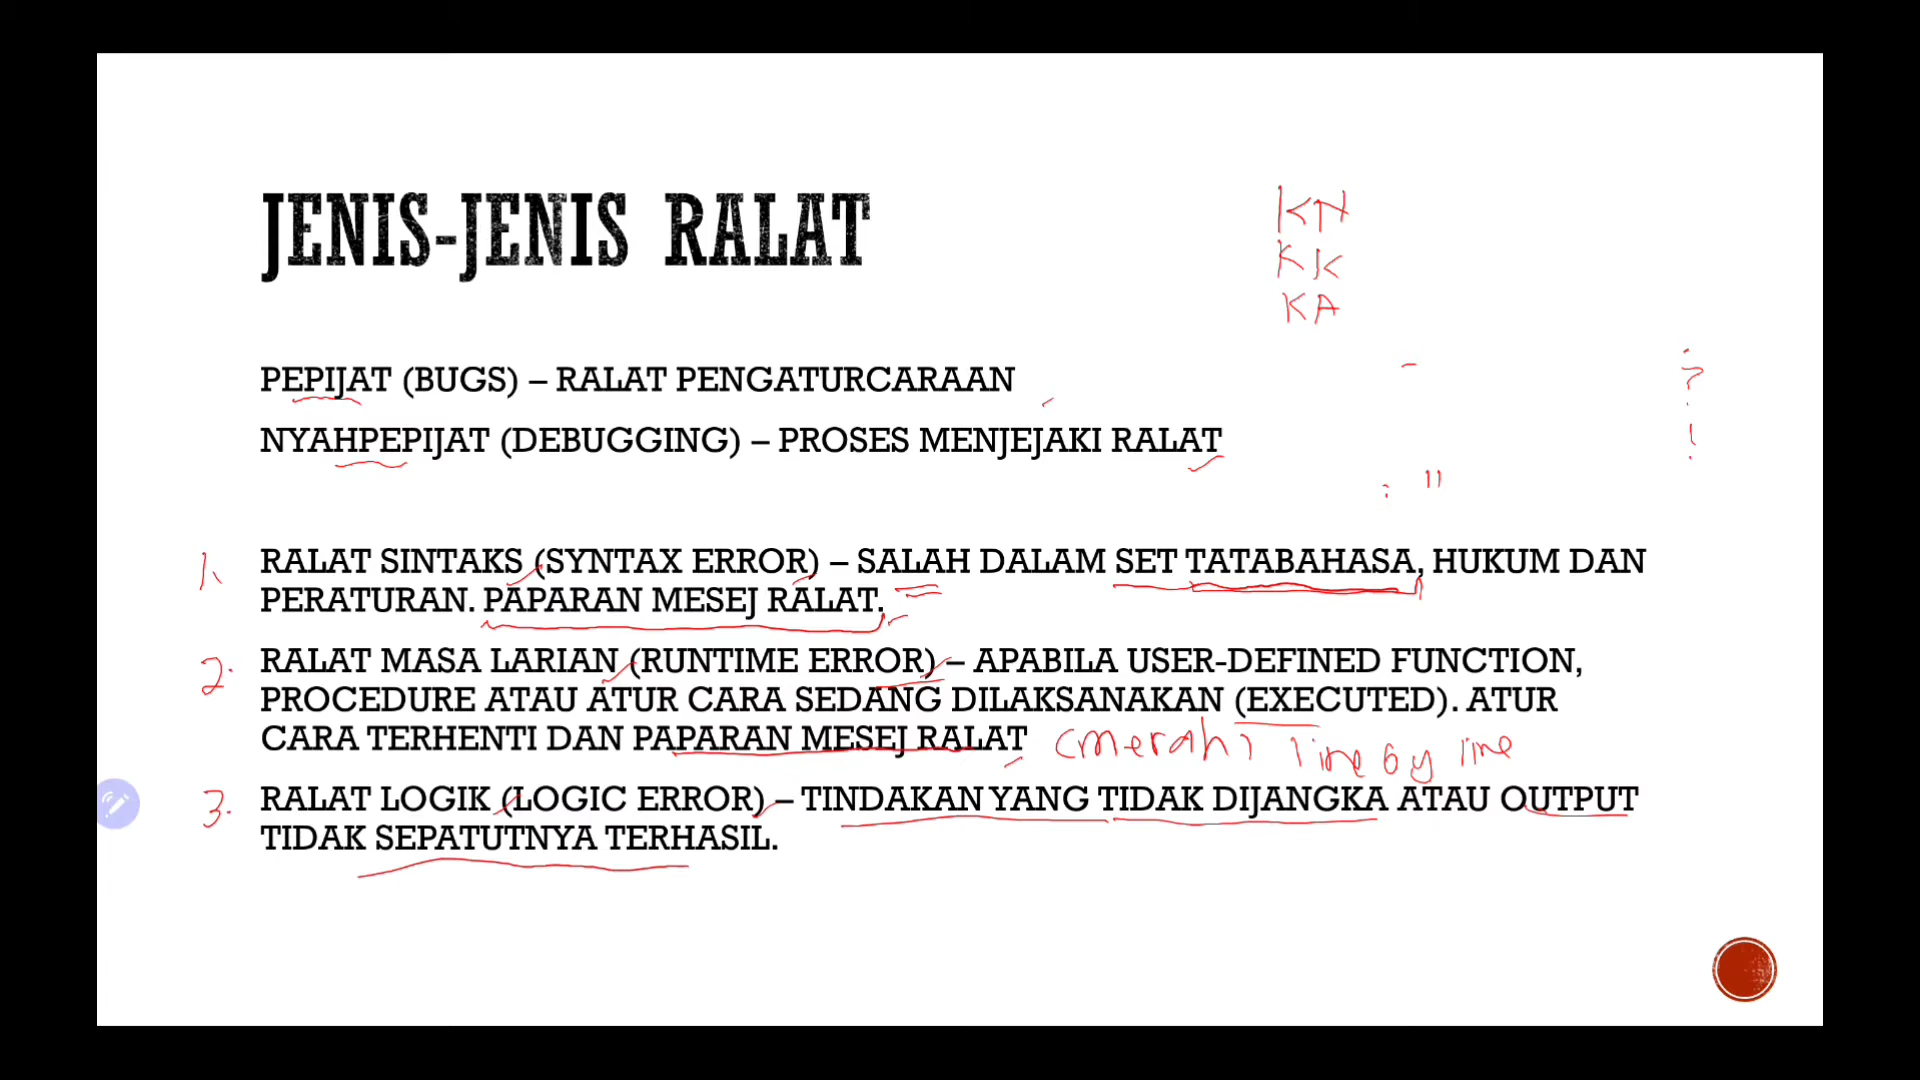 JENIS-JENIS RALAT
KN
KK
KA
PEPIJAT (BUGS) – RALAT PENGATURCARAAN
?
NYAHPEPIJAT (DEBUGGING) – PROSES MENJEJAKI RALAT
!
: "
1. RALAT SINTAKS (SYNTAX ERROR) – SALAH DALAM SET TATABAHASA, HUKUM DAN
PERATURAN. PAPARAN MESEJ RALAT.
2. RALAT MASA LARIAN (RUNTIME ERROR) – APABILA USER-DEFINED FUNCTION,
PROCEDURE ATAU ATUR CARA SEDANG DILAKSANAKAN (EXECUTED). ATUR
CARA TERHENTI DAN PAPARAN MESEJ RALAT (merah) line by line
3. RALAT LOGIK (LOGIC ERROR) – TINDAKAN YANG TIDAK DIJANGKA ATAU OUTPUT
TIDAK SEPATUTNYA TERHASIL.